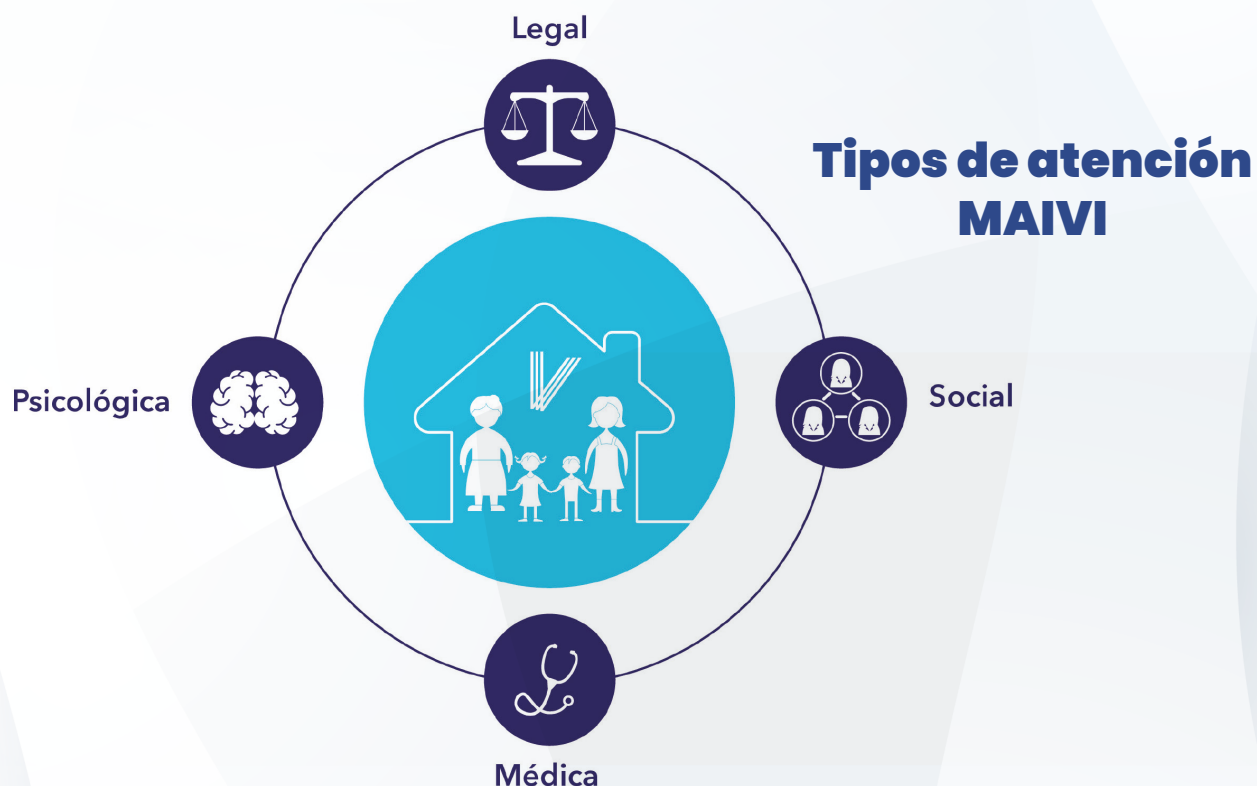 Legal
Tipos de atención
MAIVI
Psicológica
Social
Médica